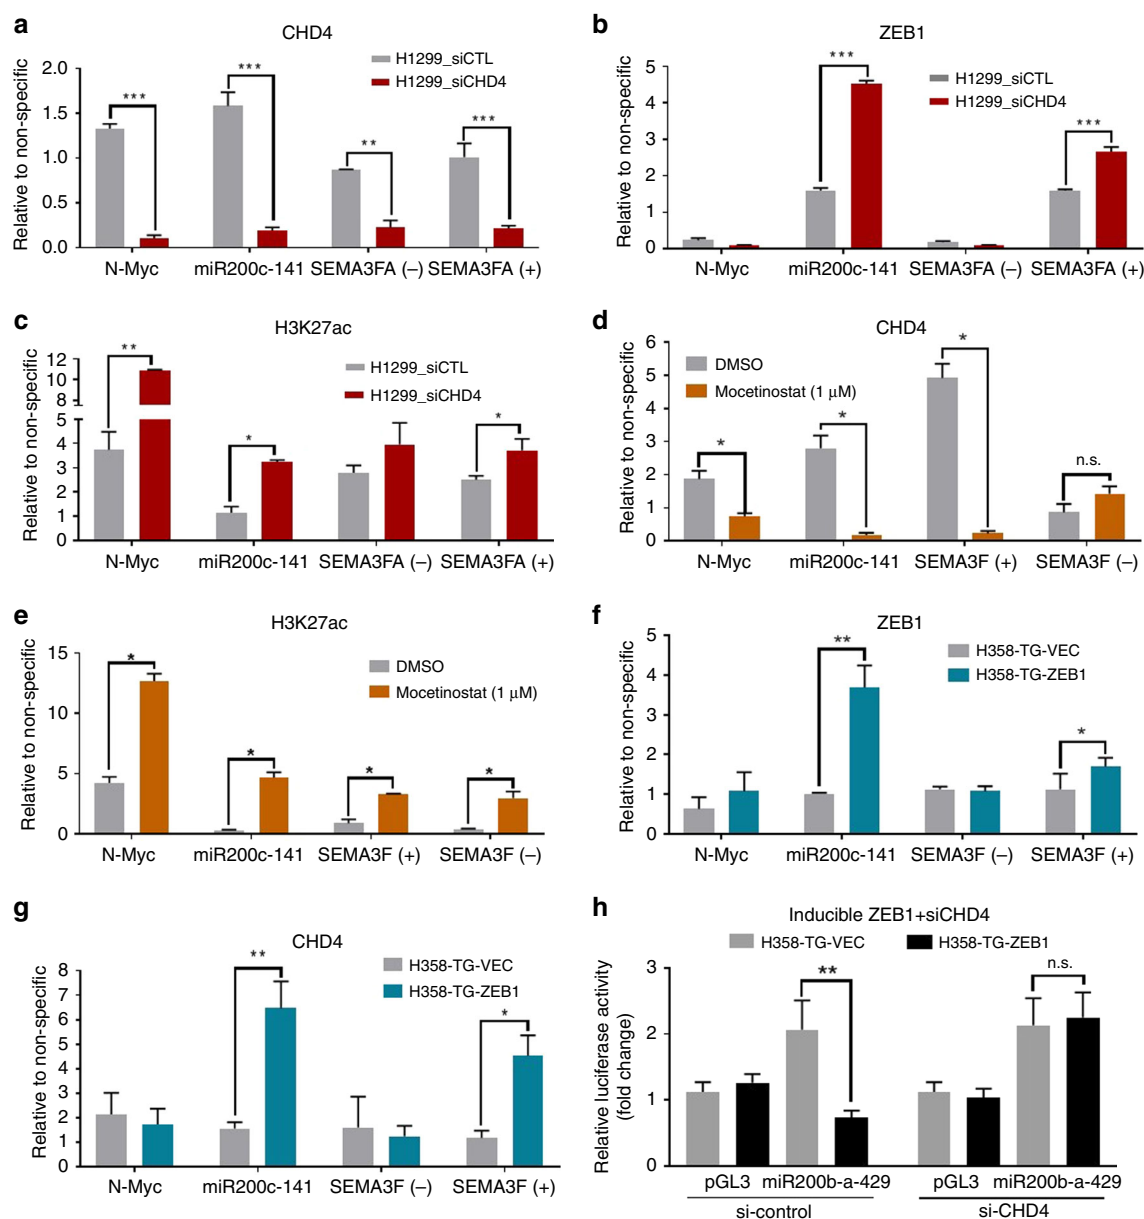 a
CHD4
H1299_siCTL
H1299_siCHD4
Relative to non-specific
2.0
1.5
1.0
0.5
0.0
***
***
**
***
N-Myc miR200c-141 SEMA3FA (–) SEMA3FA (+)
b
ZEB1
H1299_siCTL
H1299_siCHD4
Relative to non-specific
5
4
3
2
1
0
***
***
N-Myc miR200c-141 SEMA3FA (–) SEMA3FA (+)
c
H3K27ac
H1299_siCTL
H1299_siCHD4
Relative to non-specific
12
10
8
5
4
3
2
1
0
**
*
*
N-Myc miR200c-141 SEMA3FA (–) SEMA3FA (+)
d
CHD4
DMSO
Mocetinostat (1 μM)
Relative to non-specific
6
5
4
3
2
1
0
*
*
*
n.s.
N-Myc miR200c-141 SEMA3F (+) SEMA3F (–)
e
H3K27ac
DMSO
Mocetinostat (1 μM)
Relative to non-specific
15
10
5
0
*
*
*
*
N-Myc miR200c-141 SEMA3F (+) SEMA3F (–)
f
ZEB1
H358-TG-VEC
H358-TG-ZEB1
Relative to non-specific
5
4
3
2
1
0
**
*
N-Myc miR200c-141 SEMA3F (–) SEMA3F (+)
g
CHD4
H358-TG-VEC
H358-TG-ZEB1
Relative to non-specific
8
7
6
5
4
3
2
1
0
**
*
N-Myc miR200c-141 SEMA3F (–) SEMA3F (+)
h
Inducible ZEB1+siCHD4
H358-TG-VEC H358-TG-ZEB1
Relative luciferase activity
(fold change)
3
2
1
0
**
n.s.
pGL3 miR200b-a-429 pGL3 miR200b-a-429
si-control si-CHD4